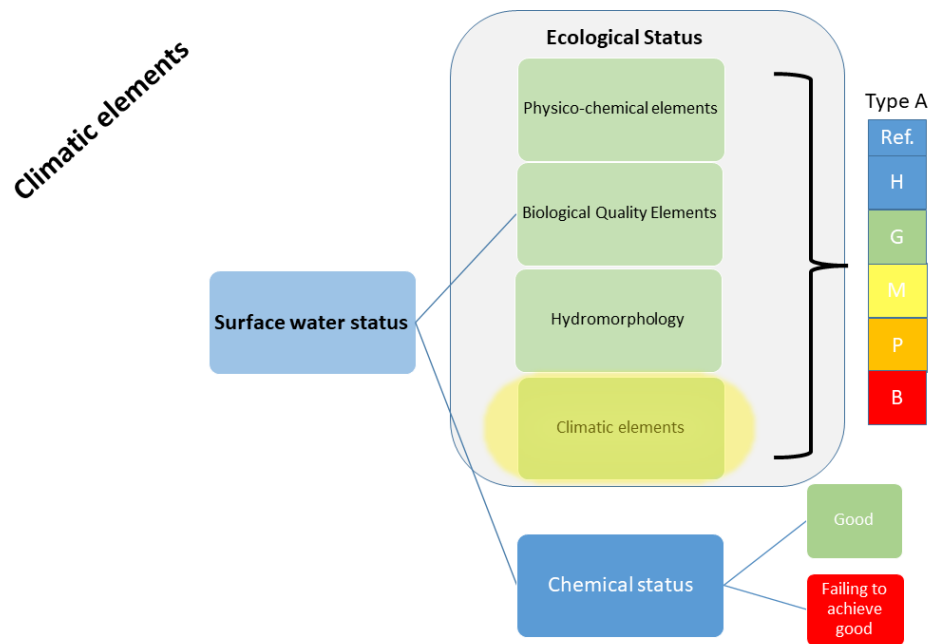 Climatic elements
Ecological Status
Physico-chemical elements
Biological Quality Elements
Hydromorphology
Climatic elements
Surface water status
Chemical status
Type A
Ref.
H
G
M
P
B
Good
Failing to
achieve
good